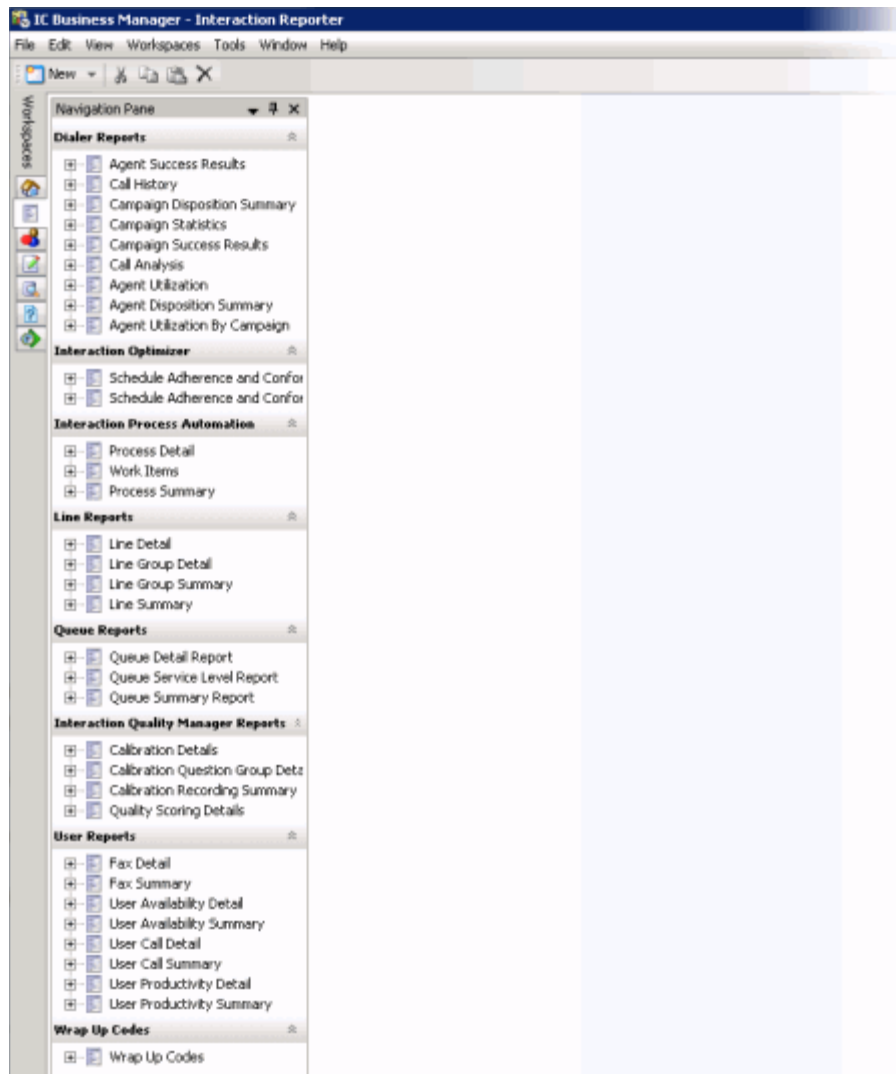 IC Business Manager - Interaction Reporter
File Edit View Workspaces Tools Window Help
New
Workspaces
Navigation Pane
Dialer Reports
Agent Success Results
Call History
Campaign Disposition Summary
Campaign Statistics
Campaign Success Results
Call Analysis
Agent Utilization
Agent Disposition Summary
Agent Utilization By Campaign
Interaction Optimizer
Schedule Adherence and Confor
Schedule Adherence and Confor
Interaction Process Automation
Process Detail
Work Items
Process Summary
Line Reports
Line Detail
Line Group Detail
Line Group Summary
Line Summary
Queue Reports
Queue Detail Report
Queue Service Level Report
Queue Summary Report
Interaction Quality Manager Reports
Calibration Details
Calibration Question Group Deta
Calibration Recording Summary
Quality Scoring Details
User Reports
Fax Detail
Fax Summary
User Availability Detail
User Availability Summary
User Call Detail
User Call Summary
User Productivity Detail
User Productivity Summary
Wrap Up Codes
Wrap Up Codes